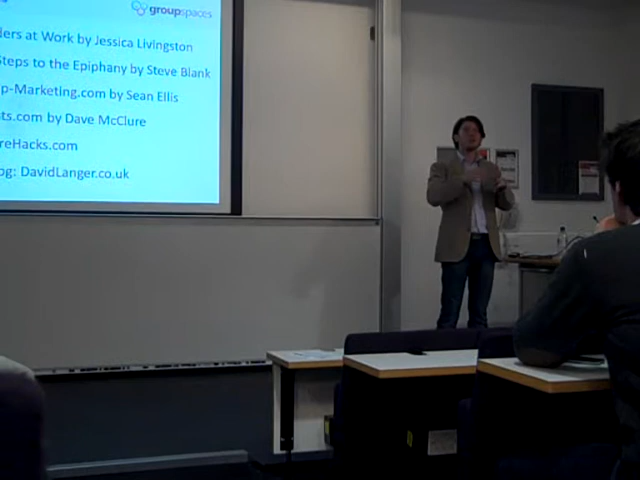 groupspaces
ders at Work by Jessica Livingston
Steps to the Epiphany by Steve Blank
p-Marketing.com by Sean Ellis
ts.com by Dave McClure
reHacks.com
og: DavidLanger.co.uk